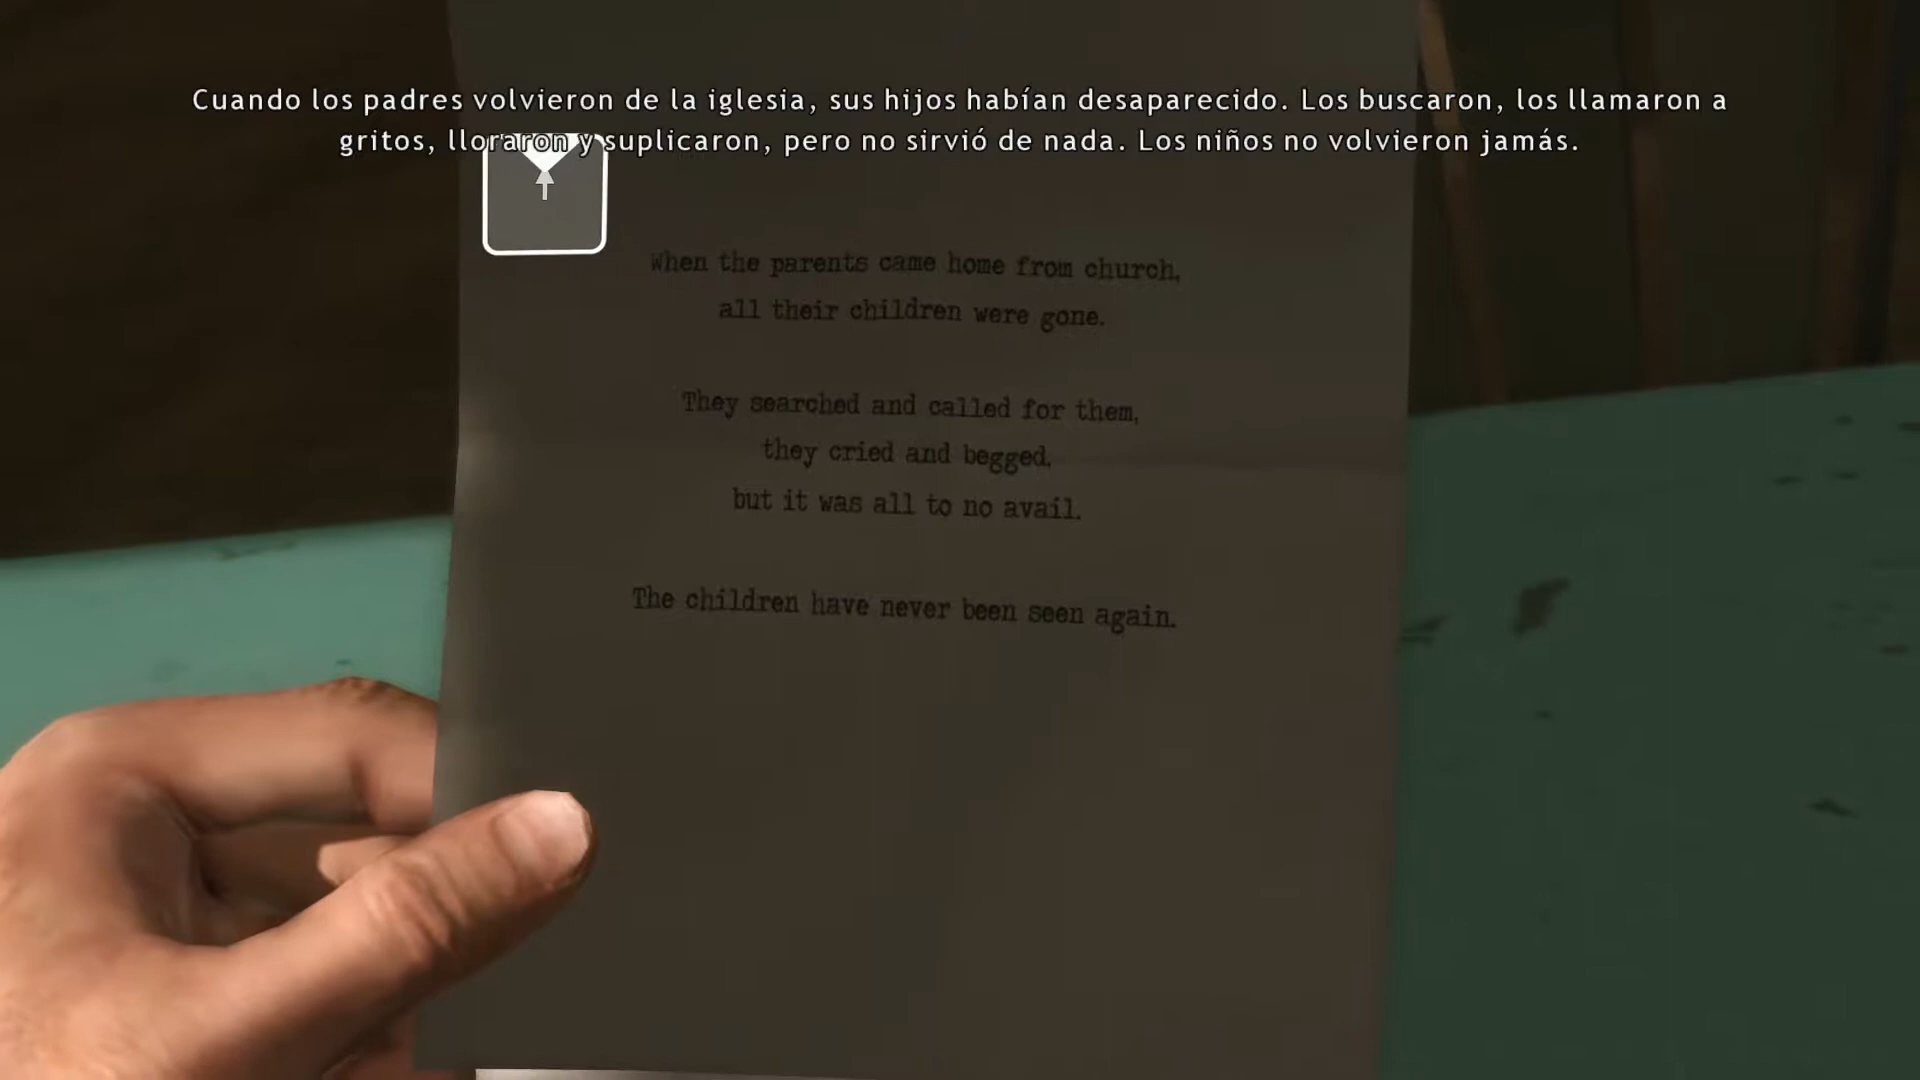 Cuando los padres volvieron de la iglesia, sus hijos habían desaparecido. Los buscaron, los llamaron a
gritos, lloraron y suplicaron, pero no sirvió de nada. Los niños no volvieron jamás.
When the parents came home from church,
all their children were gone.
They searched and called for them,
they cried and begged,
but it was all to no avail.
The children have never been seen again.